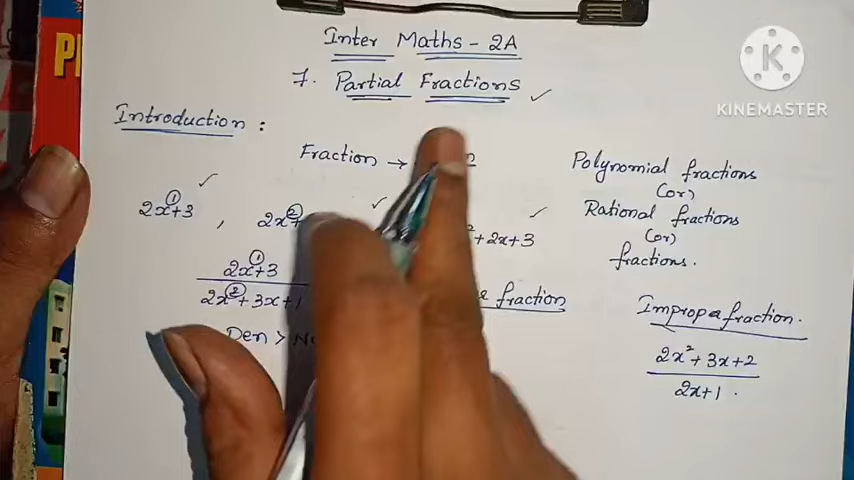 Inter Maths - 2A
7. Partial Fractions ✓
Introduction :
KINEMASTER
Fraction →
Polynomial fractions
(or)
Rational fractions
(or)
fractions.
2x+3 ✓ ,
2x²+
+ 2x+3 ✓
2x+3
2x² + 3x+1
fraction
Den >
Improper fraction.
2x² + 3x+2
2x+1 .